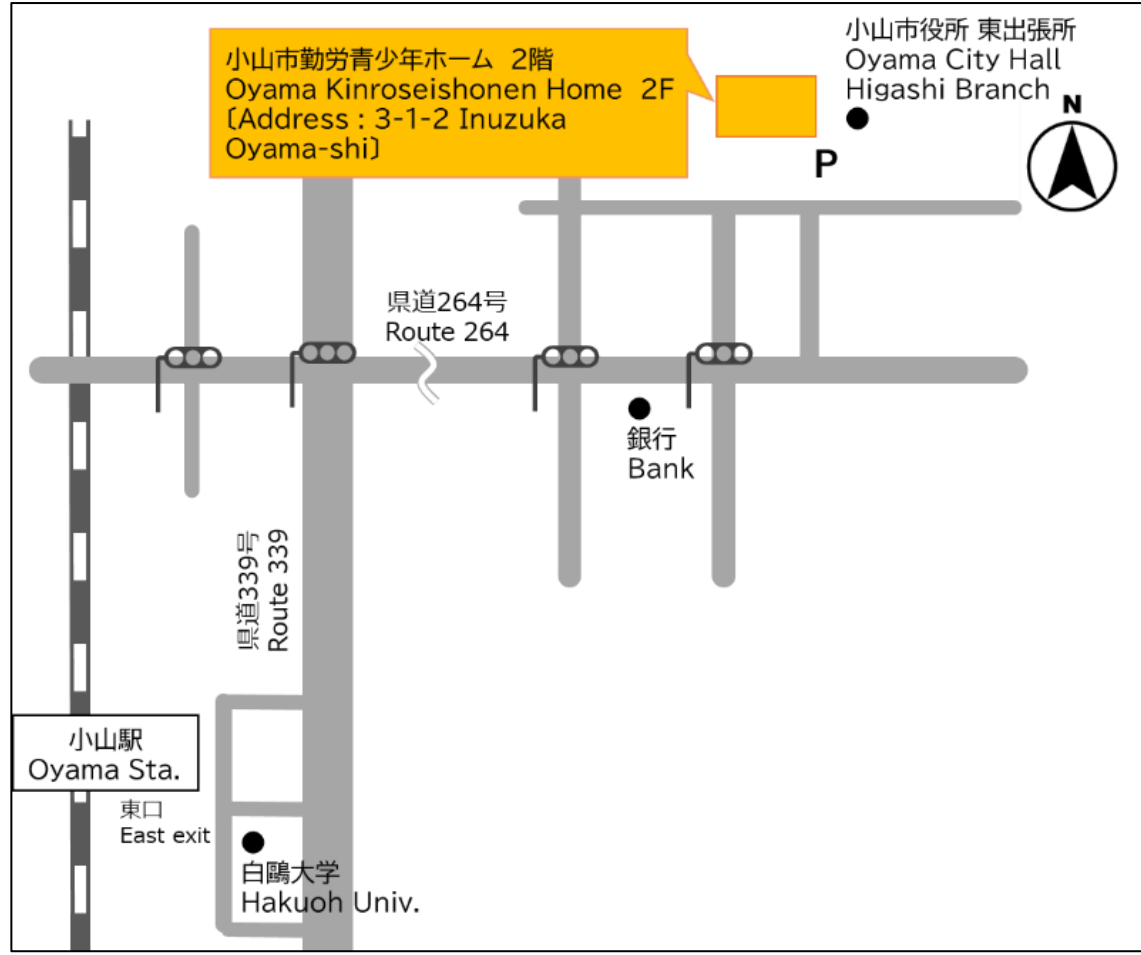 小山市勤労青少年ホーム 2階
Oyama Kinroseishonen Home 2F
〔Address : 3-1-2 Inuzuka
Oyama-shi〕
小山市役所 東出張所
Oyama City Hall
Higashi Branch
N
P
県道264号
Route 264
銀行
Bank
県道339号
Route 339
小山駅
Oyama Sta.
東口
East exit
白鷗大学
Hakuoh Univ.